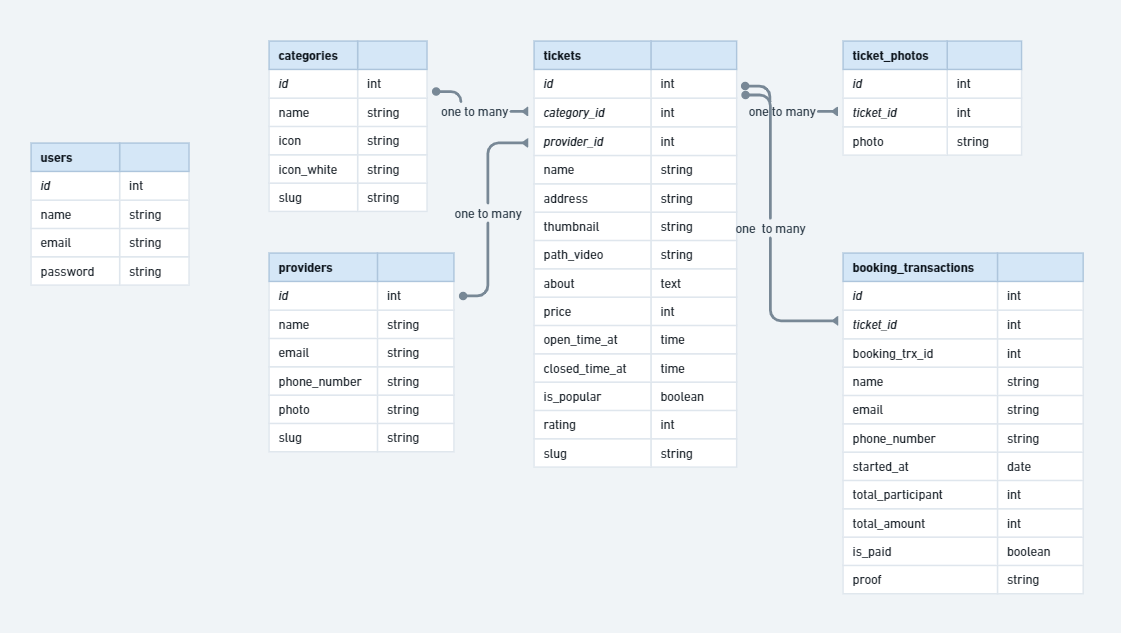 users
id int
name string
email string
password string
categories
id int
name string
icon string
icon_white string
slug string
one to many
providers
id int
name string
email string
phone_number string
photo string
slug string
one to many
tickets
id int
category_id int
provider_id int
name string
address string
thumbnail string
path_video string
about text
price int
open_time_at time
closed_time_at time
is_popular boolean
rating int
slug string
one to many
one to many
ticket_photos
id int
ticket_id int
photo string
booking_transactions
id int
ticket_id int
booking_trx_id int
name string
email string
phone_number string
started_at date
total_participant int
total_amount int
is_paid boolean
proof string